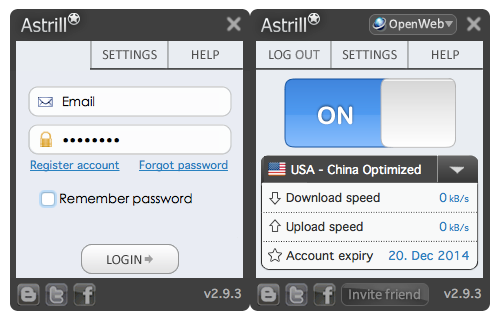 Astrill
SETTINGS
HELP
Email
Register account
Forgot password
Remember password
LOGIN
v2.9.3
Astrill
OpenWeb
LOG OUT
SETTINGS
HELP
ON
USA - China Optimized
Download speed 0 kB/s
Upload speed 0 kB/s
Account expiry 20. Dec 2014
Invite friend
v2.9.3